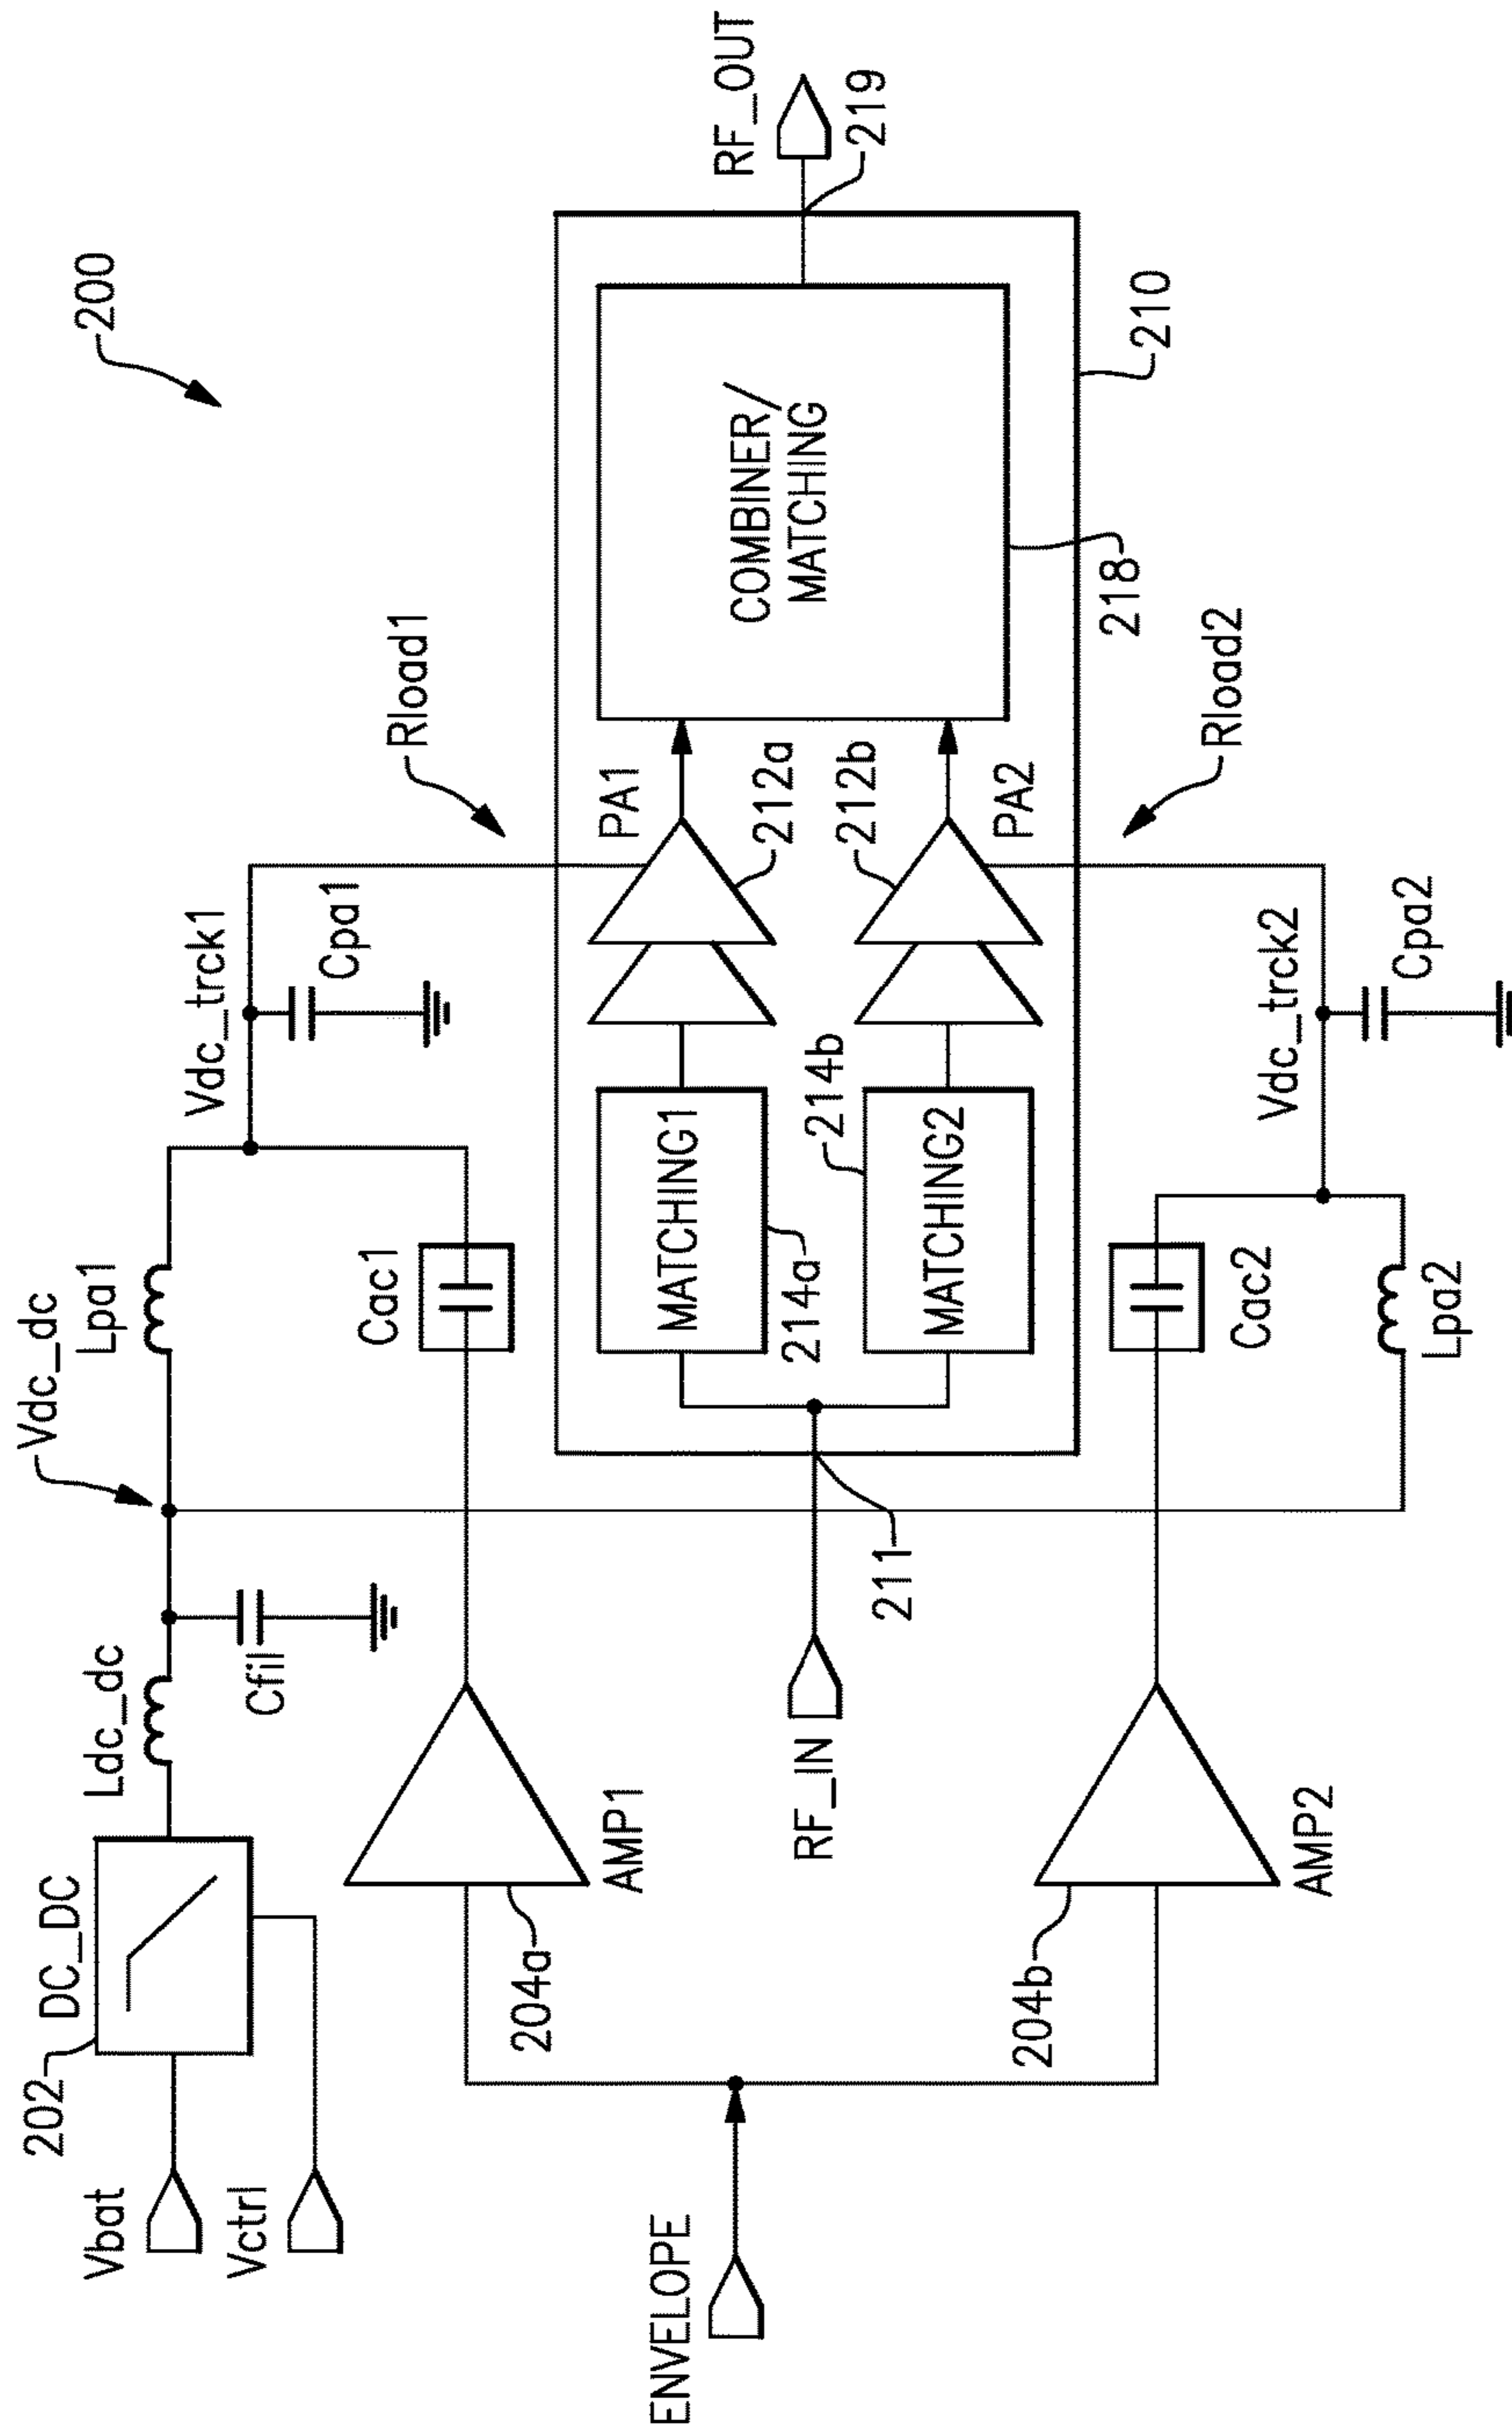 200
Vdc_dc
202
DC_DC
Ldc_dc
Lpa1
Vdc_trck1
Vbat
Cfil
Cpa1
Vctrl
Cac1
Rload1
204a
AMP1
ENVELOPE
PA1
MATCHING1
212a
COMBINER/
MATCHING
RF_OUT
214a
214b
212b
219
RF_IN
211
MATCHING2
PA2
218
210
204b
Rload2
AMP2
Cac2
Vdc_trck2
Cpa2
Lpa2